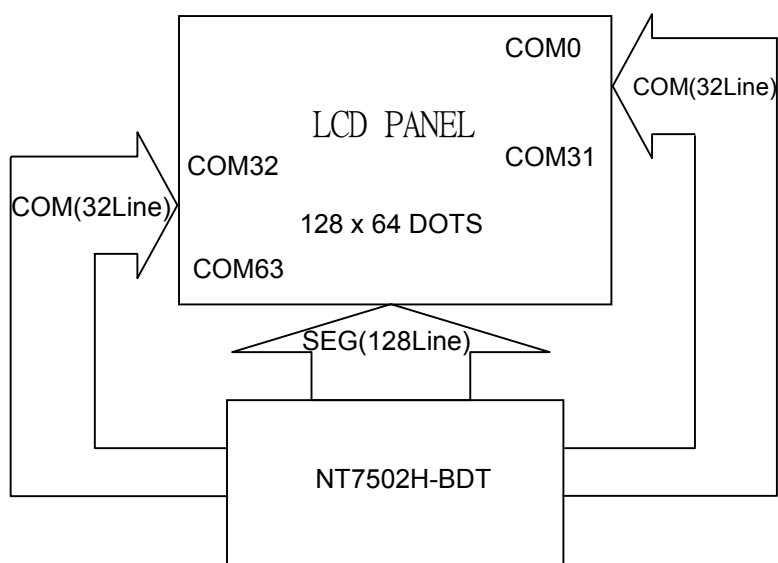 COM0
COM(32Line)
LCD PANEL
COM31
COM32
COM(32Line)
128 x 64 DOTS
COM63
SEG(128Line)
NT7502H-BDT